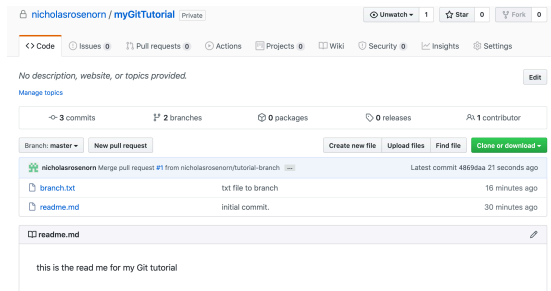 nicholasrosenorn / myGitTutorial Private Unwatch 1 Star 0 Fork 0
Code Issues 0 Pull requests 0 Actions Projects 0 Wiki Security 0 Insights Settings
No description, website, or topics provided. Edit
Manage topics
3 commits 2 branches 0 packages 0 releases 1 contributor
Branch: master New pull request Create new file Upload files Find file Clone or download
nicholasrosenorn Merge pull request #1 from nicholasrosenorn/tutorial-branch ... Latest commit 4869daa 21 seconds ago
branch.txt txt file to branch 16 minutes ago
readme.md initial commit. 30 minutes ago
readme.md
this is the read me for my Git tutorial